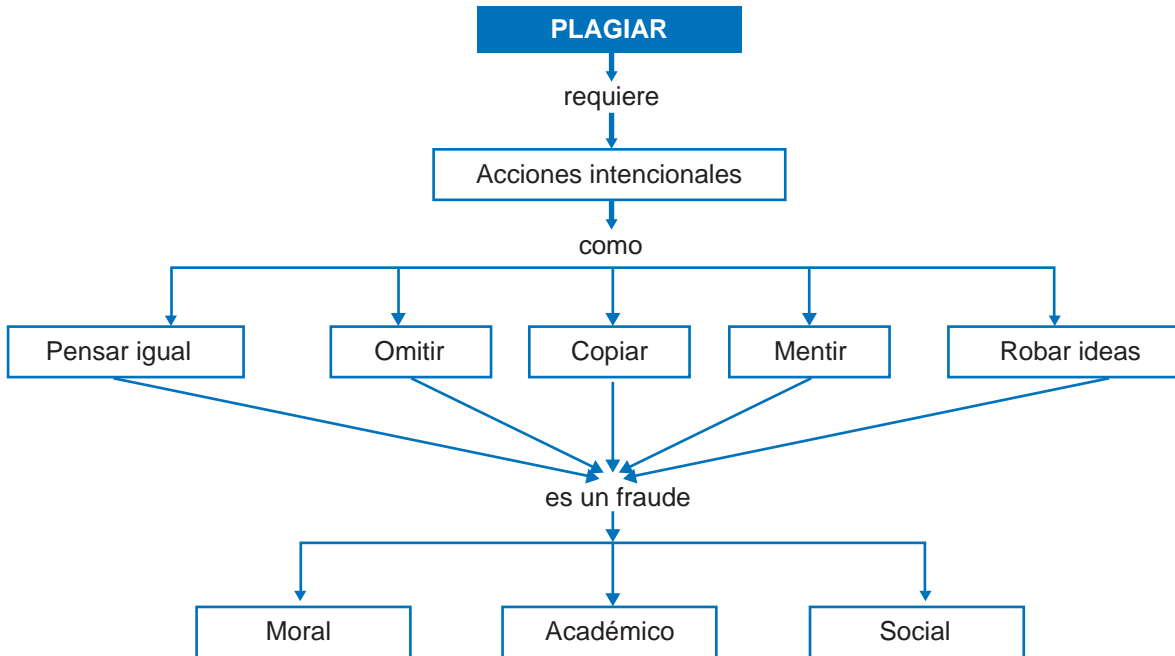 PLAGIAR
requiere
Acciones intencionales
como
Pensar igual
Omitir
Copiar
Mentir
Robar ideas
es un fraude
Moral
Académico
Social